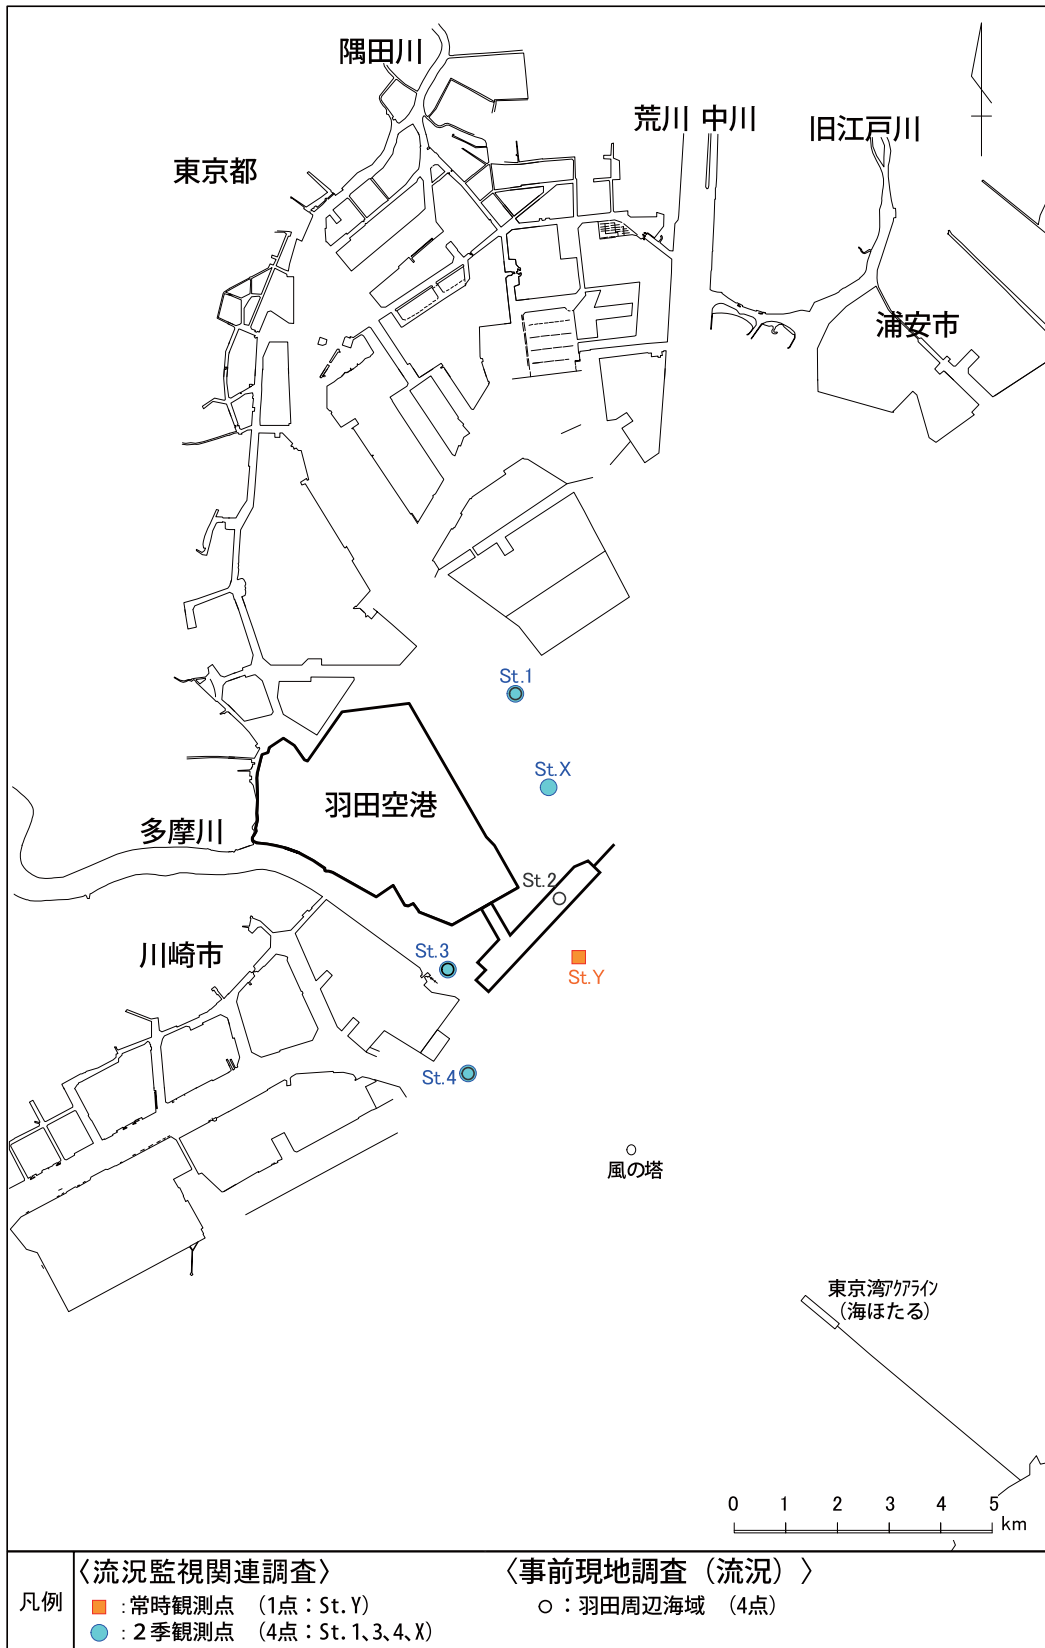 隅田川
荒川 中川
旧江戸川
東京都
浦安市
St.1
St.X
羽田空港
多摩川
St.2
川崎市
St.3
St.Y
St.4
風の塔
東京湾アクアライン
(海ほたる)
0 1 2 3 4 5
km
凡例
〈流況監視関連調査〉
■ : 常時観測点 (1点:St.Y)
● : 2季観測点 (4点:St.1、3、4、X)
〈事前現地調査(流況)〉
○ : 羽田周辺海域 (4点)